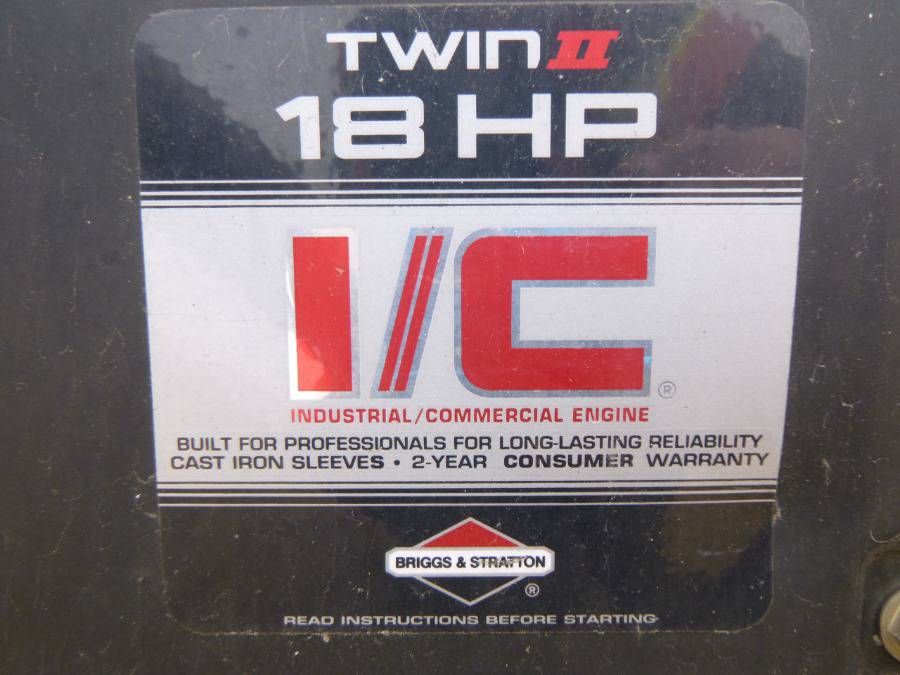 TWIN II
18 HP
I/C ®
INDUSTRIAL/COMMERCIAL ENGINE
BUILT FOR PROFESSIONALS FOR LONG-LASTING RELIABILITY
CAST IRON SLEEVES • 2-YEAR CONSUMER WARRANTY
BRIGGS & STRATTON
®
READ INSTRUCTIONS BEFORE STARTING